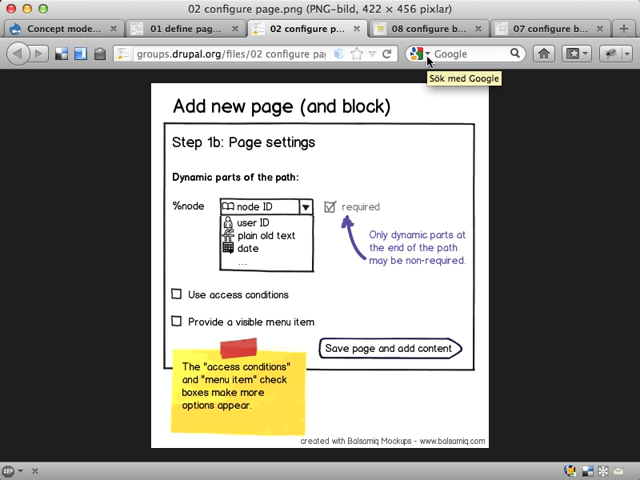 02 configure page.png (PNG-bild, 422 × 456 pixlar)
Concept mode...
01 define pag...
02 configure p...
08 configure b...
07 configure b...
groups.drupal.org/files/02 configure pag
Google
Sök med Google
Add new page (and block)
Step 1b: Page settings
Dynamic parts of the path:
%node
node ID
required
user ID
plain old text
date
...
Only dynamic parts at
the end of the path
may be non-required.
Use access conditions
Provide a visible menu item
Save page and add content
The "access conditions"
and "menu item" check
boxes make more
options appear.
created with Balsamiq Mockups - www.balsamiq.com
ABP